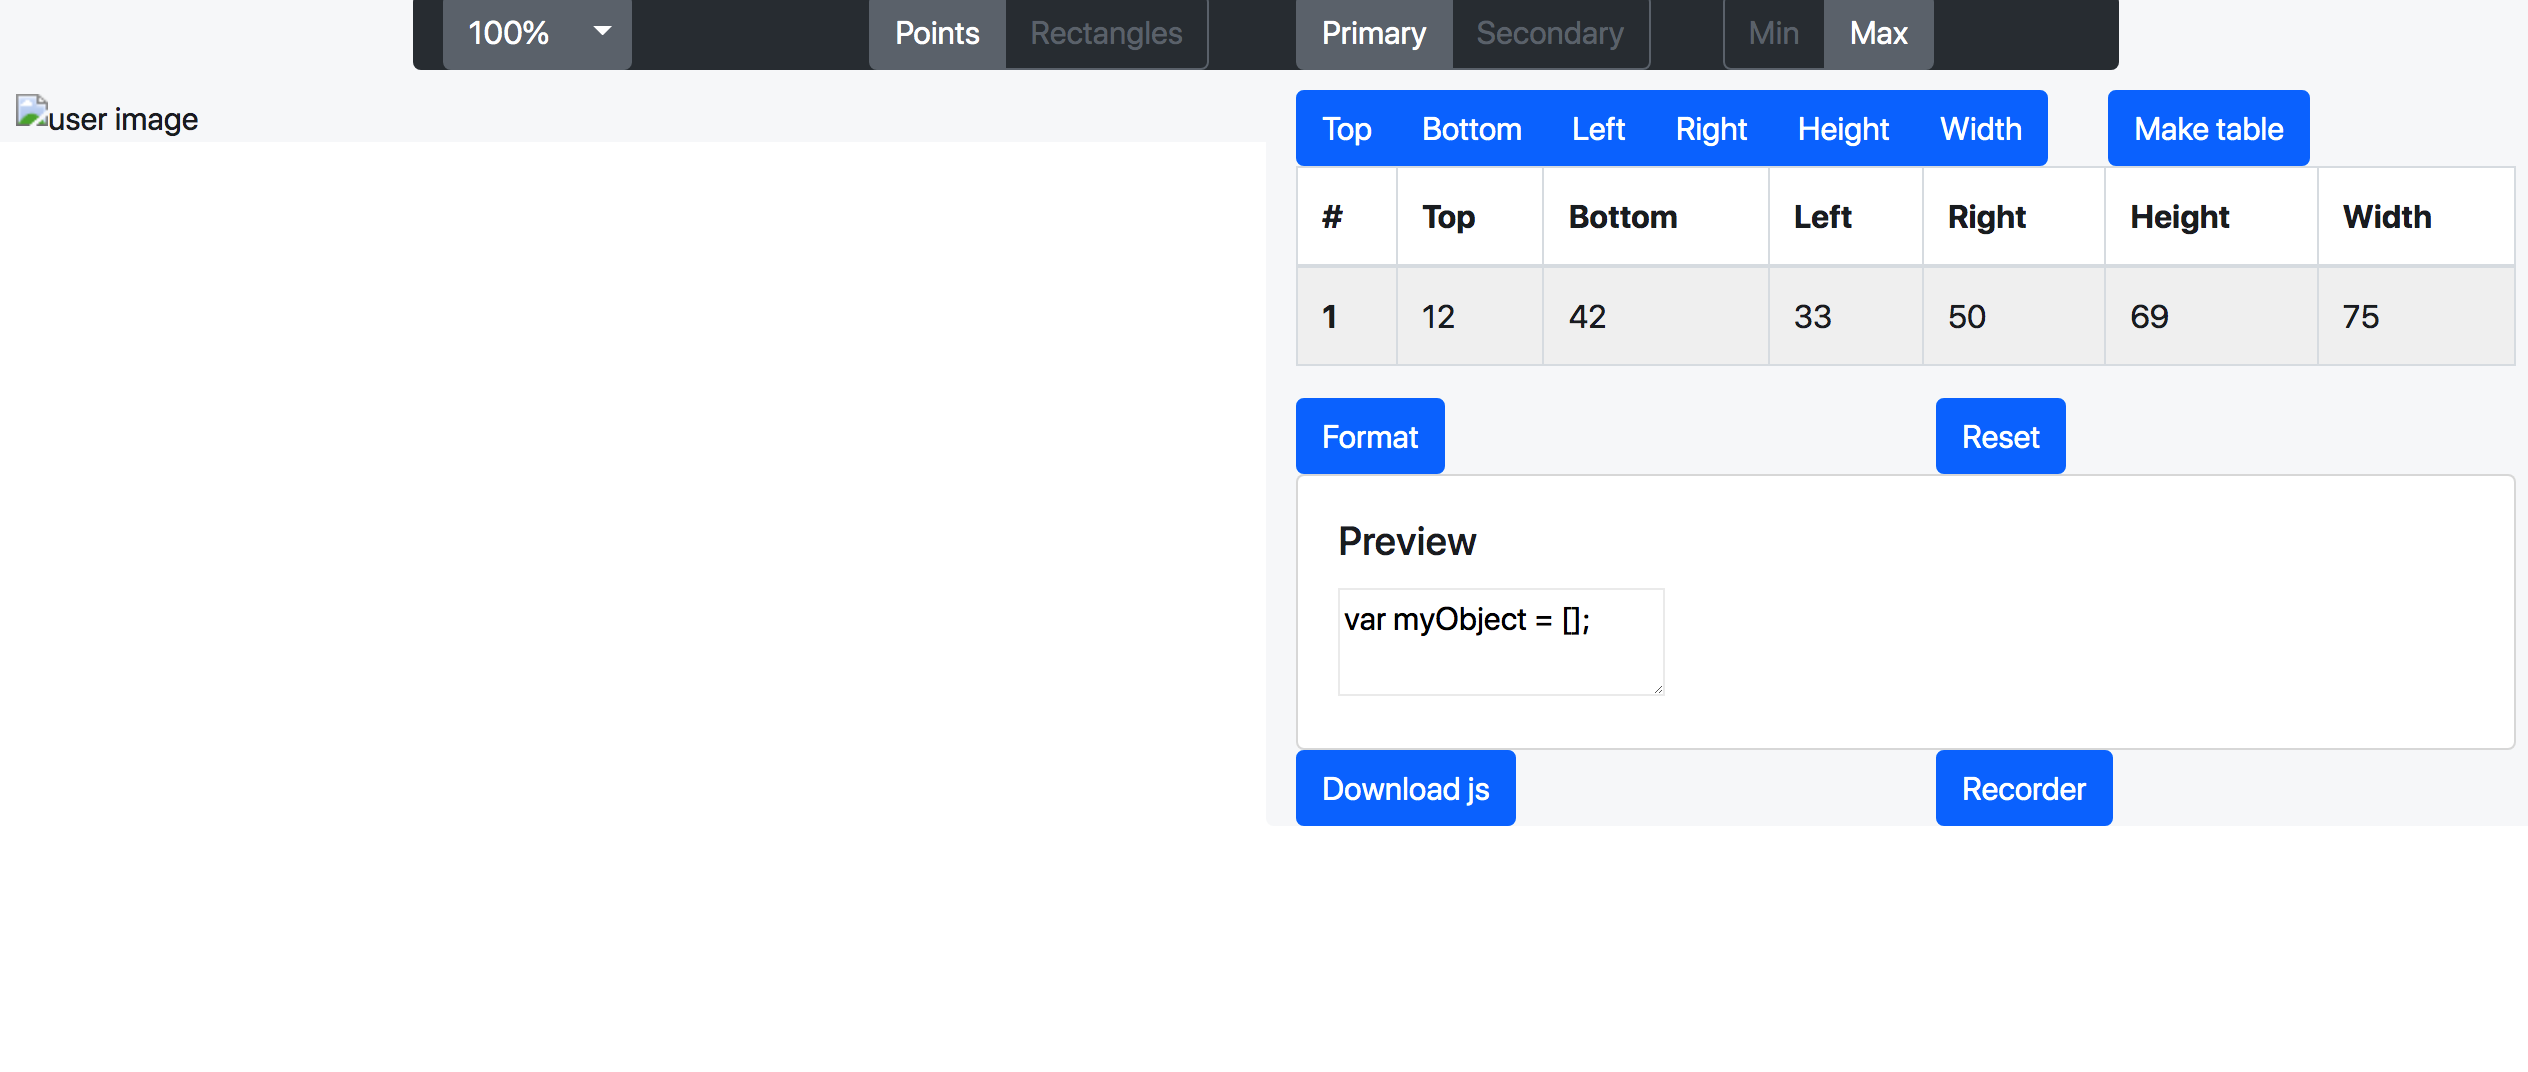 100% Points Rectangles Primary Secondary Min Max
user image
Top Bottom Left Right Height Width Make table
# Top Bottom Left Right Height Width
1 12 42 33 50 69 75
Format Reset
Preview
var myObject = [];
Download js Recorder